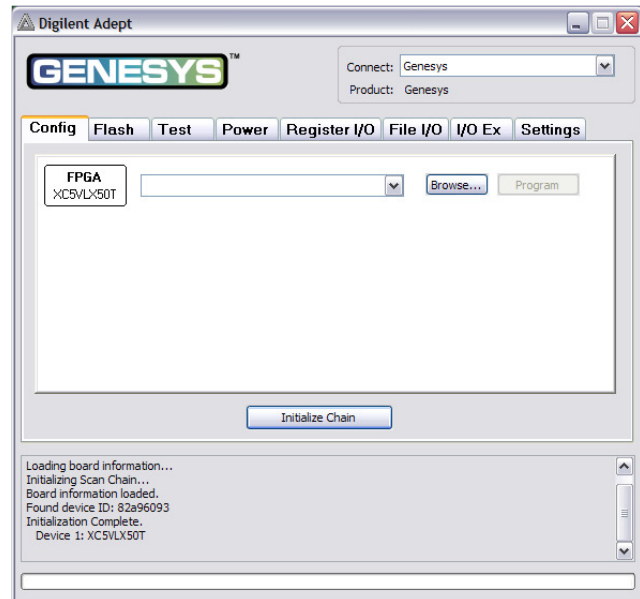 Digilent Adept
GENESYS™
Connect: Genesys
Product: Genesys
Config Flash Test Power Register I/O File I/O I/O Ex Settings
FPGA
XC5VLX50T
Browse... Program
Initialize Chain
Loading board information...
Initializing Scan Chain...
Board information loaded.
Found device ID: 82a96093
Initialization Complete.
Device 1: XC5VLX50T